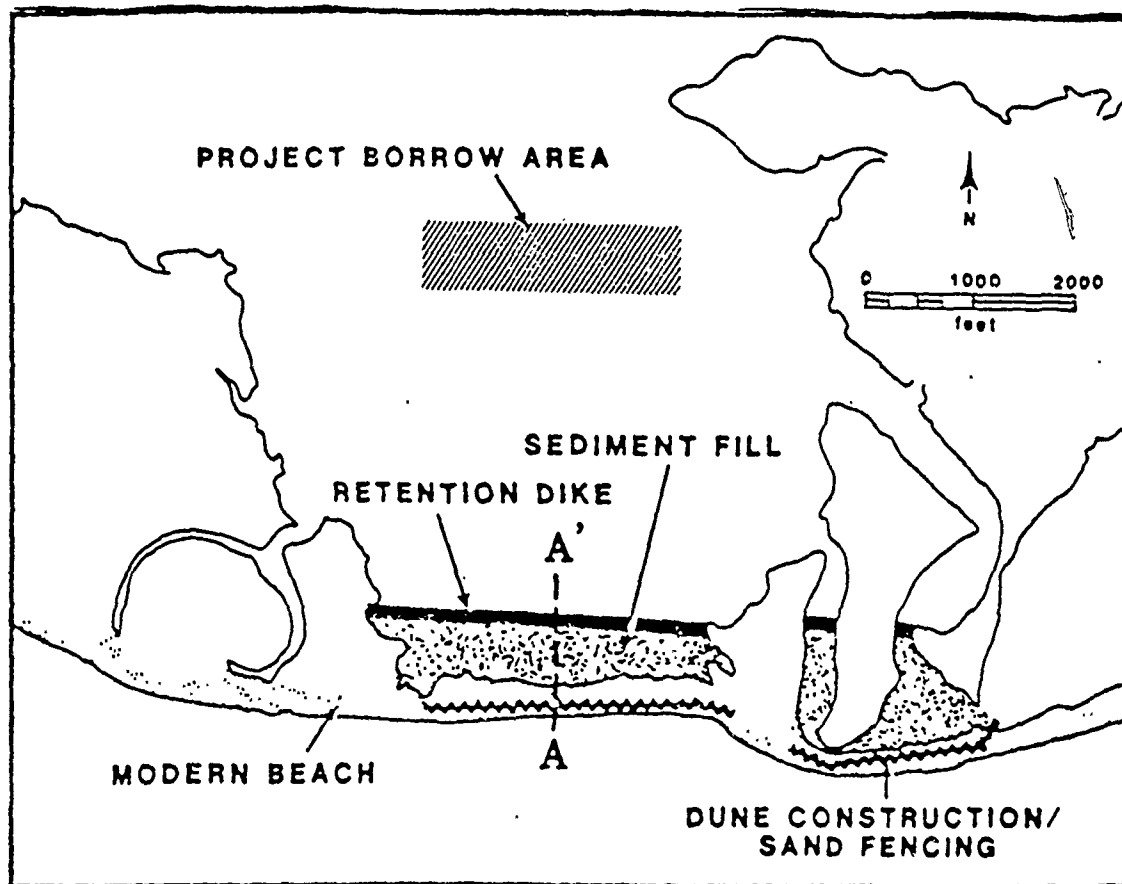 PROJECT BORROW AREA
N
0 1000 2000
feet
SEDIMENT FILL
RETENTION DIKE
A'
A
MODERN BEACH
DUNE CONSTRUCTION/
SAND FENCING